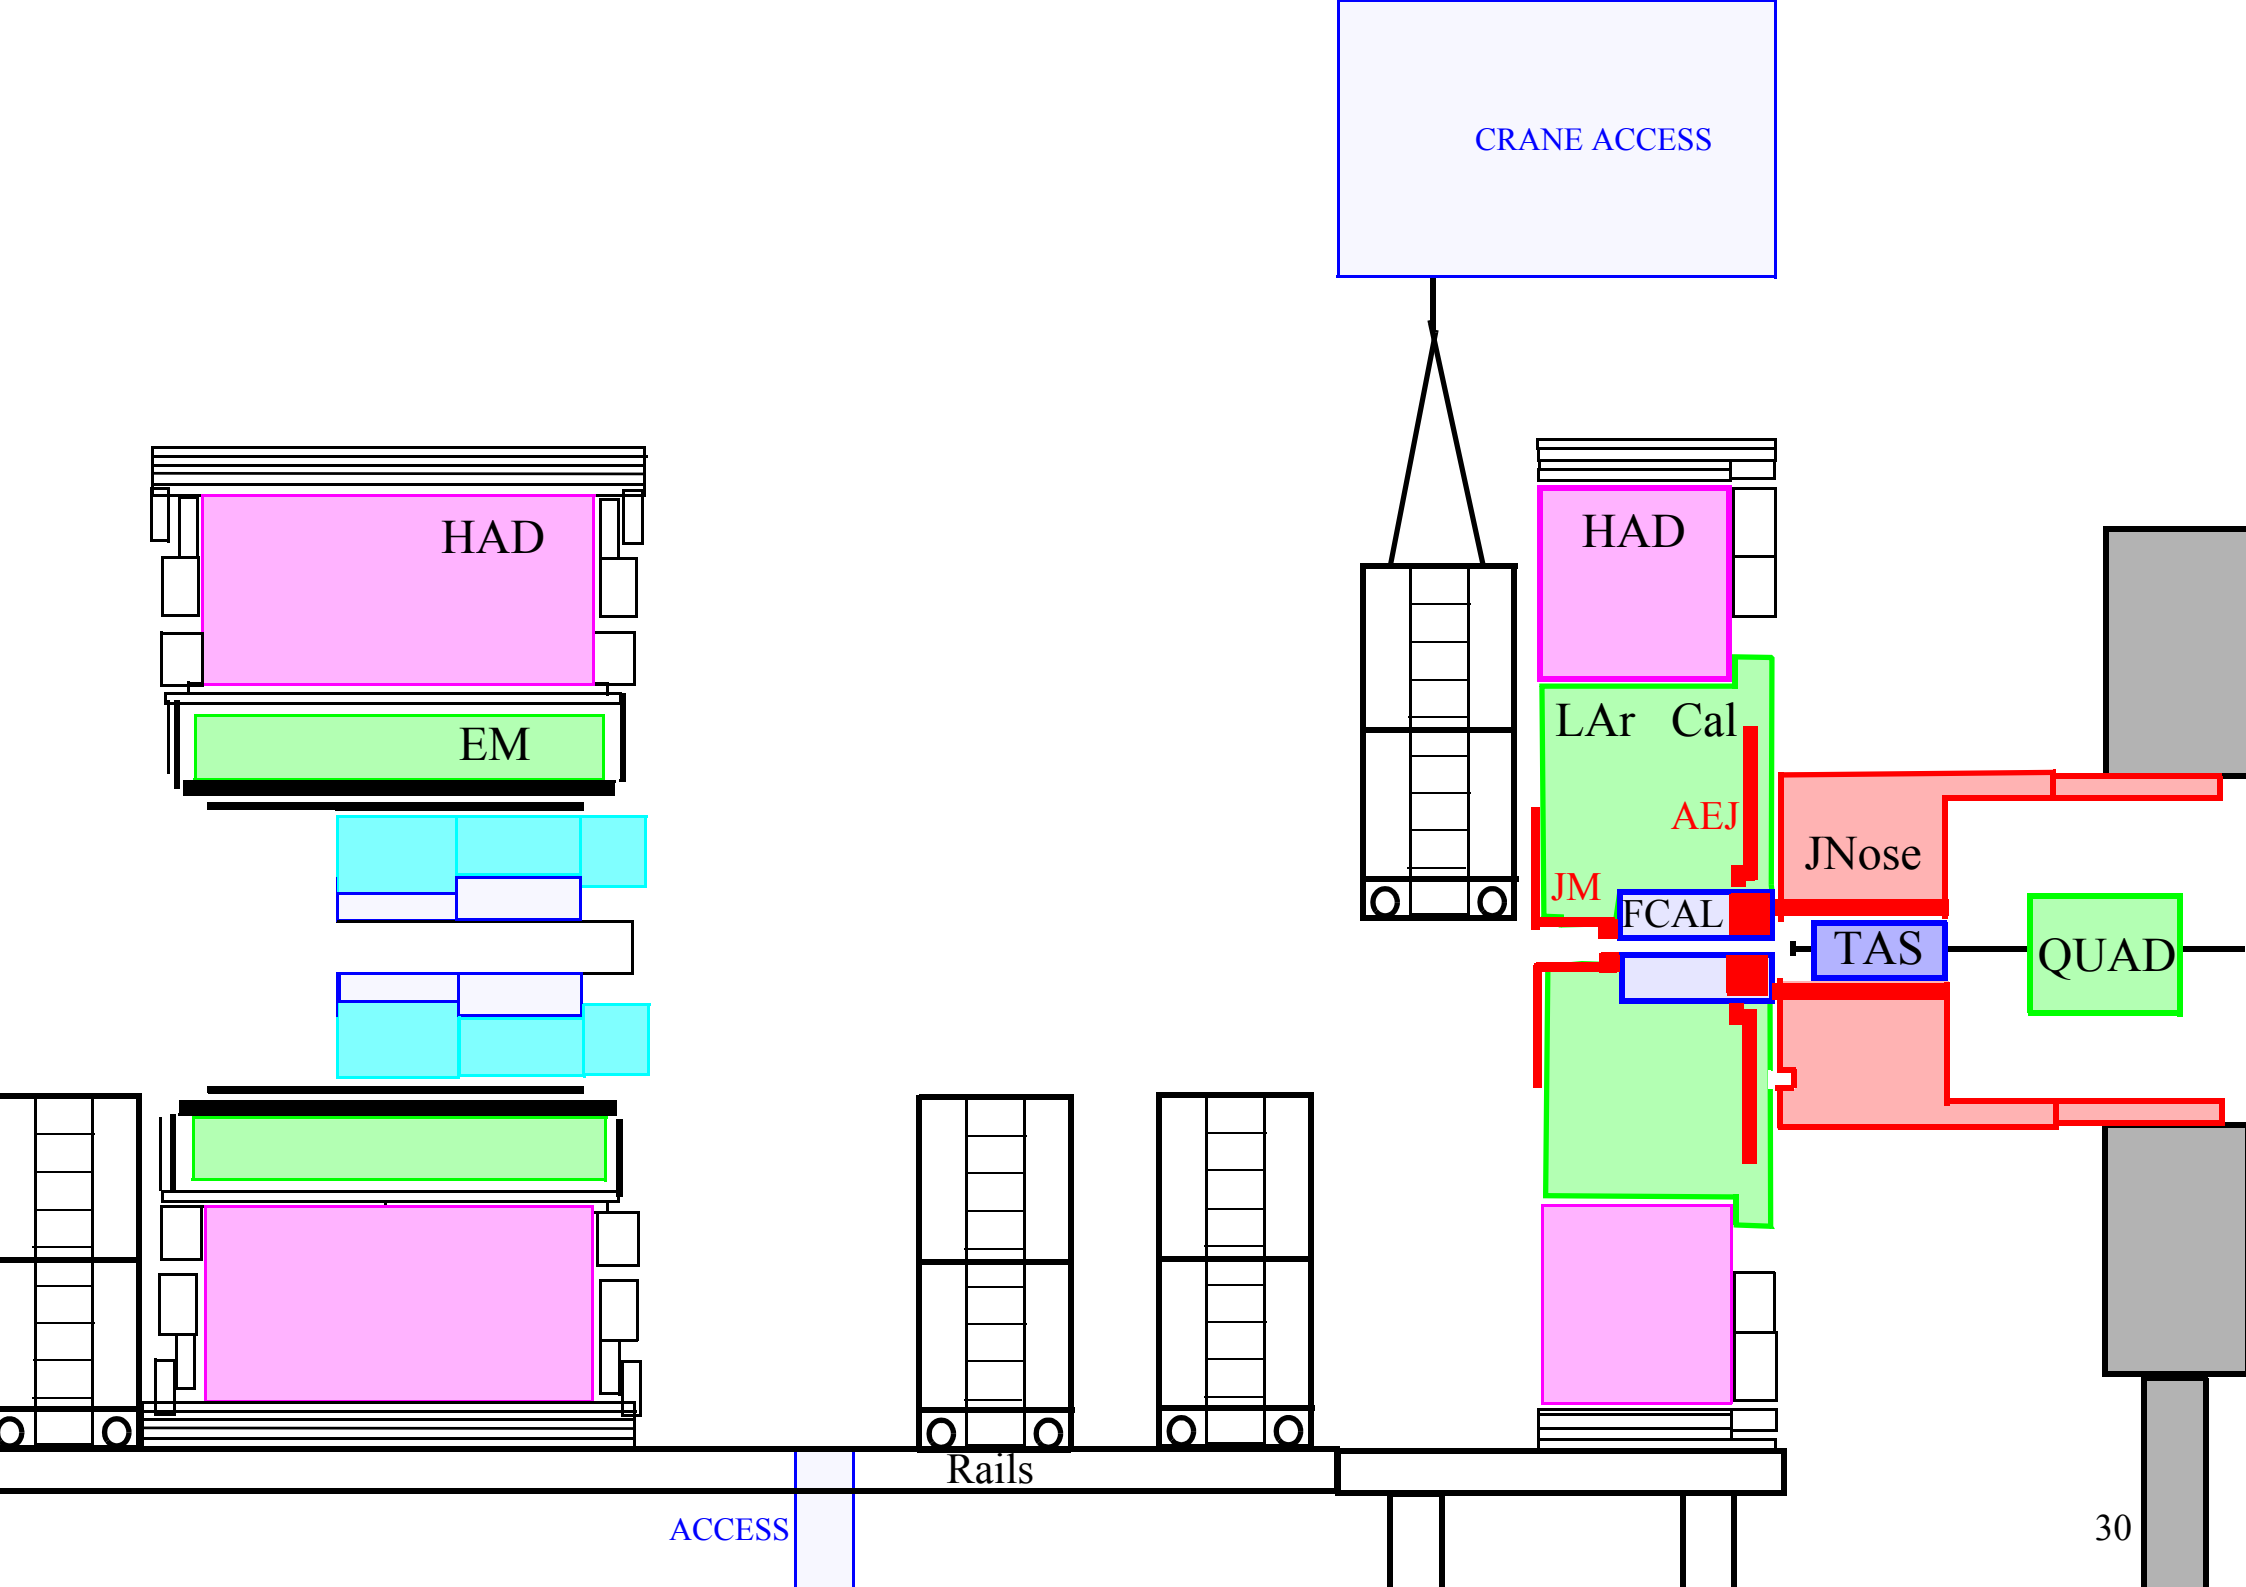 CRANE ACCESS
HAD
HAD
LAr Cal
EM
AEJ
JNose
JM
FCAL
TAS
QUAD
Rails
ACCESS
30